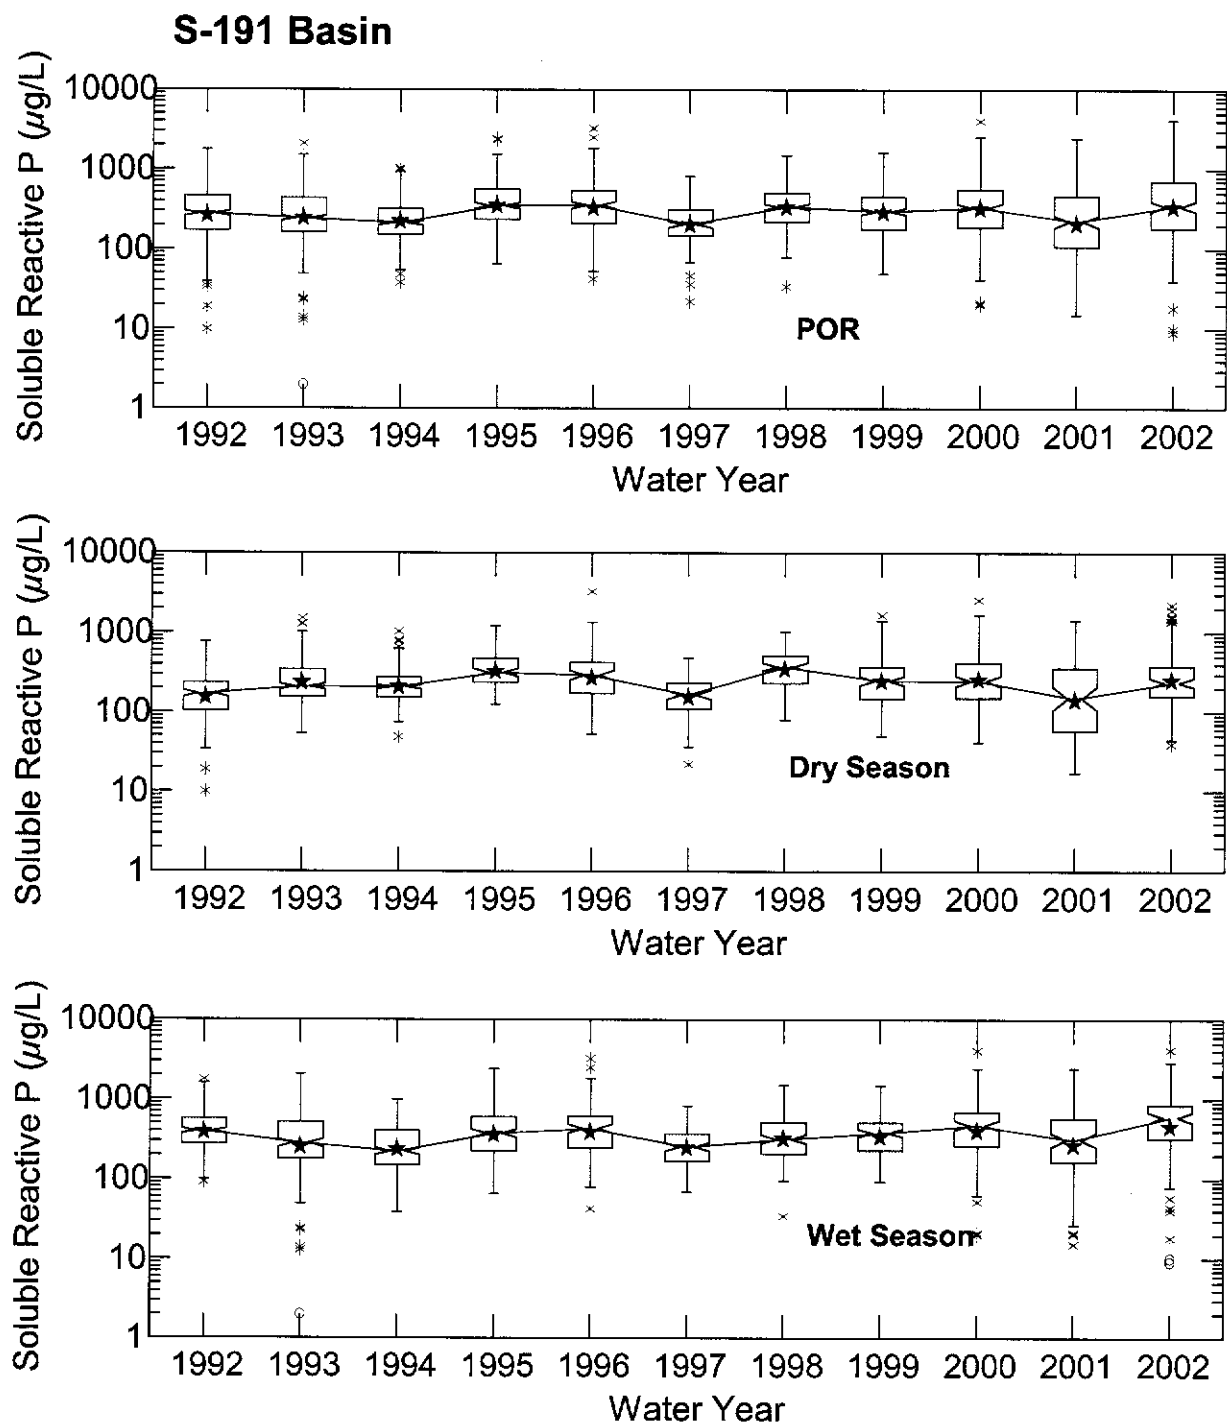 S-191 Basin
Soluble Reactive P (µg/L)
10000
1000
100
10
1
POR
1992 1993 1994 1995 1996 1997 1998 1999 2000 2001 2002
Water Year
Soluble Reactive P (µg/L)
10000
1000
100
10
1
Dry Season
1992 1993 1994 1995 1996 1997 1998 1999 2000 2001 2002
Water Year
Soluble Reactive P (µg/L)
10000
1000
100
10
1
Wet Season
1992 1993 1994 1995 1996 1997 1998 1999 2000 2001 2002
Water Year